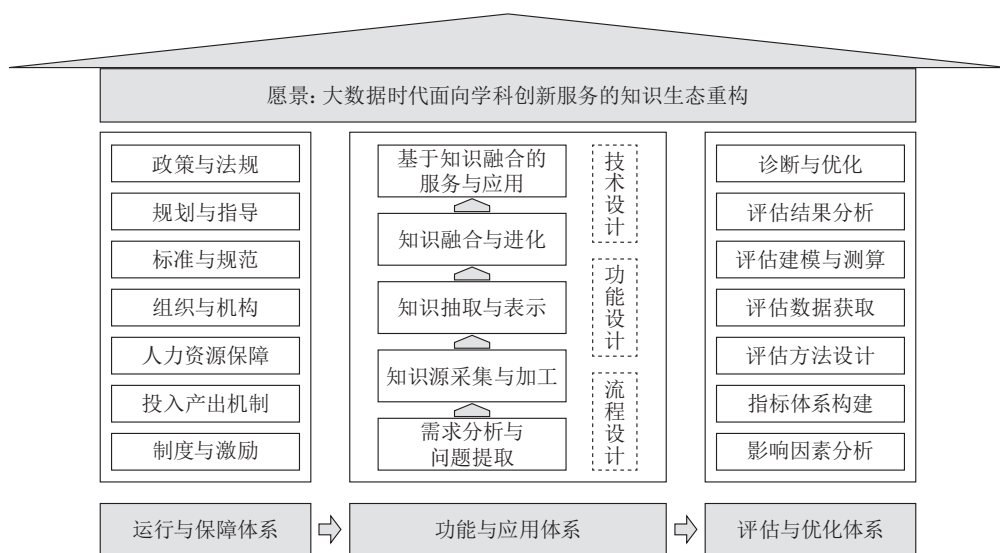 愿景：大数据时代面向学科创新服务的知识生态重构
政策与法规
规划与指导
标准与规范
组织与机构
人力资源保障
投入产出机制
制度与激励
基于知识融合的
服务与应用
知识融合与进化
知识抽取与表示
知识源采集与加工
需求分析与
问题提取
技术设计
功能设计
流程设计
诊断与优化
评估结果分析
评估建模与测算
评估数据获取
评估方法设计
指标体系构建
影响因素分析
运行与保障体系
功能与应用体系
评估与优化体系